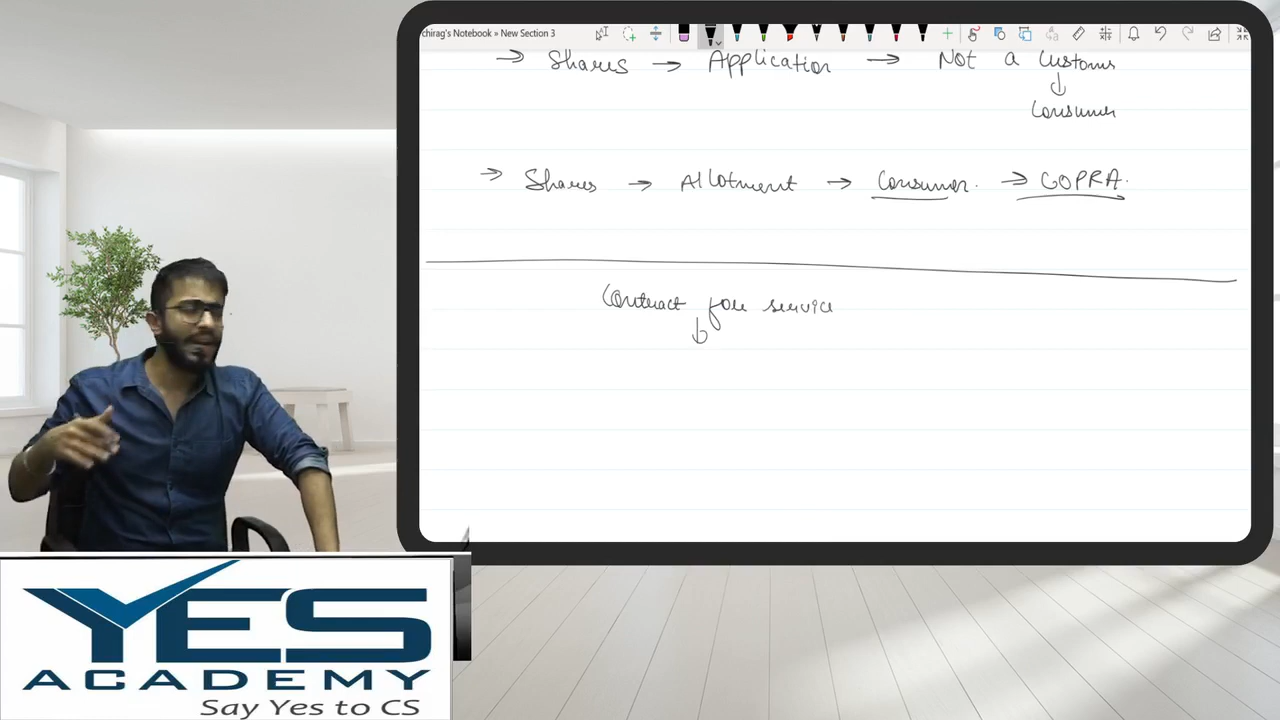 chirag's Notebook » New Section 3
→ Shares → Application → Not a Customer
↓
Consumer
→ Shares → Allotment → Consumer. → COPRA.
Contract for service
↓
YES
ACADEMY
Say Yes to CS